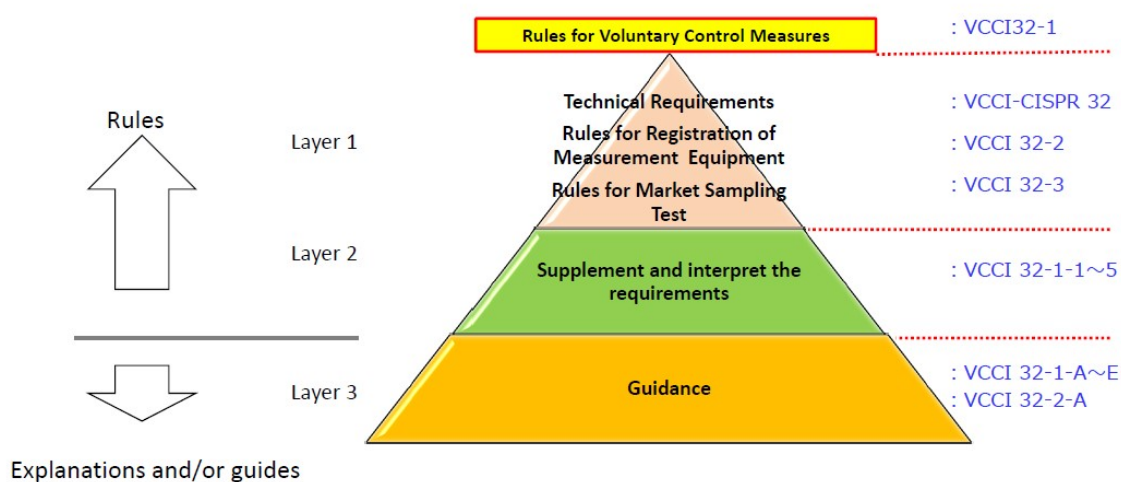 Rules for Voluntary Control Measures
: VCCI32-1
Rules
Layer 1
Technical Requirements
: VCCI-CISPR 32
Rules for Registration of
Measurement Equipment
: VCCI 32-2
Rules for Market Sampling
Test
: VCCI 32-3
Layer 2
Supplement and interpret the
requirements
: VCCI 32-1-1～5
Layer 3
Guidance
: VCCI 32-1-A～E
: VCCI 32-2-A
Explanations and/or guides